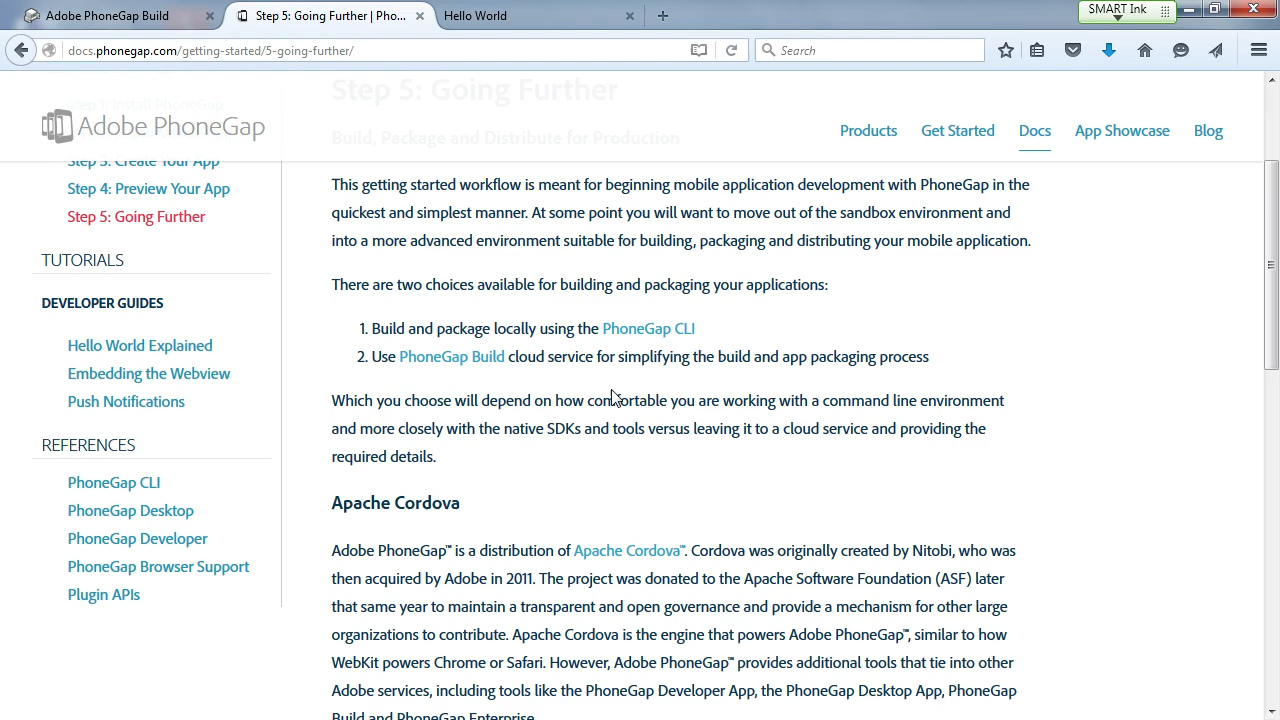 Adobe PhoneGap Build
Step 5: Going Further | Pho...
Hello World
SMART Ink
docs.phonegap.com/getting-started/5-going-further/
Search
Step 1: Install PhoneGap
Step 5: Going Further
Adobe PhoneGap
Build, Package and Distribute for Production
Products
Get Started
Docs
App Showcase
Blog
Step 3: Create Your App
Step 4: Preview Your App
Step 5: Going Further
TUTORIALS
DEVELOPER GUIDES
Hello World Explained
Embedding the Webview
Push Notifications
REFERENCES
PhoneGap CLI
PhoneGap Desktop
PhoneGap Developer
PhoneGap Browser Support
Plugin APIs
This getting started workflow is meant for beginning mobile application development with PhoneGap in the
quickest and simplest manner. At some point you will want to move out of the sandbox environment and
into a more advanced environment suitable for building, packaging and distributing your mobile application.
There are two choices available for building and packaging your applications:
1. Build and package locally using the PhoneGap CLI
2. Use PhoneGap Build cloud service for simplifying the build and app packaging process
Which you choose will depend on how comfortable you are working with a command line environment
and more closely with the native SDKs and tools versus leaving it to a cloud service and providing the
required details.
Apache Cordova
Adobe PhoneGap™ is a distribution of Apache Cordova™. Cordova was originally created by Nitobi, who was
then acquired by Adobe in 2011. The project was donated to the Apache Software Foundation (ASF) later
that same year to maintain a transparent and open governance and provide a mechanism for other large
organizations to contribute. Apache Cordova is the engine that powers Adobe PhoneGap™, similar to how
WebKit powers Chrome or Safari. However, Adobe PhoneGap™ provides additional tools that tie into other
Adobe services, including tools like the PhoneGap Developer App, the PhoneGap Desktop App, PhoneGap
Build and PhoneGap Enterprise.